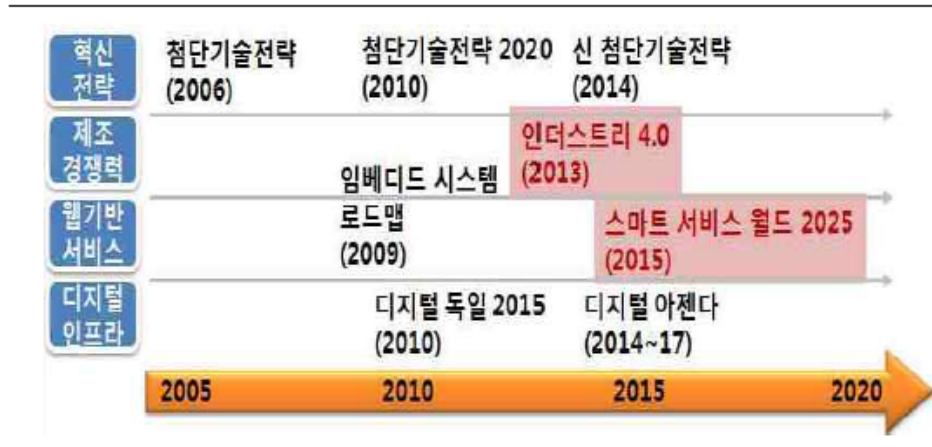 혁신
전략
첨단기술전략
(2006)
첨단기술전략 2020
(2010)
신 첨단기술전략
(2014)
제조
경쟁력
인더스트리 4.0
(2013)
임베디드 시스템
로드맵
(2009)
웹기반
서비스
스마트 서비스 월드 2025
(2015)
디지털
인프라
디지털 독일 2015
(2010)
디지털 아젠다
(2014~17)
2005
2010
2015
2020